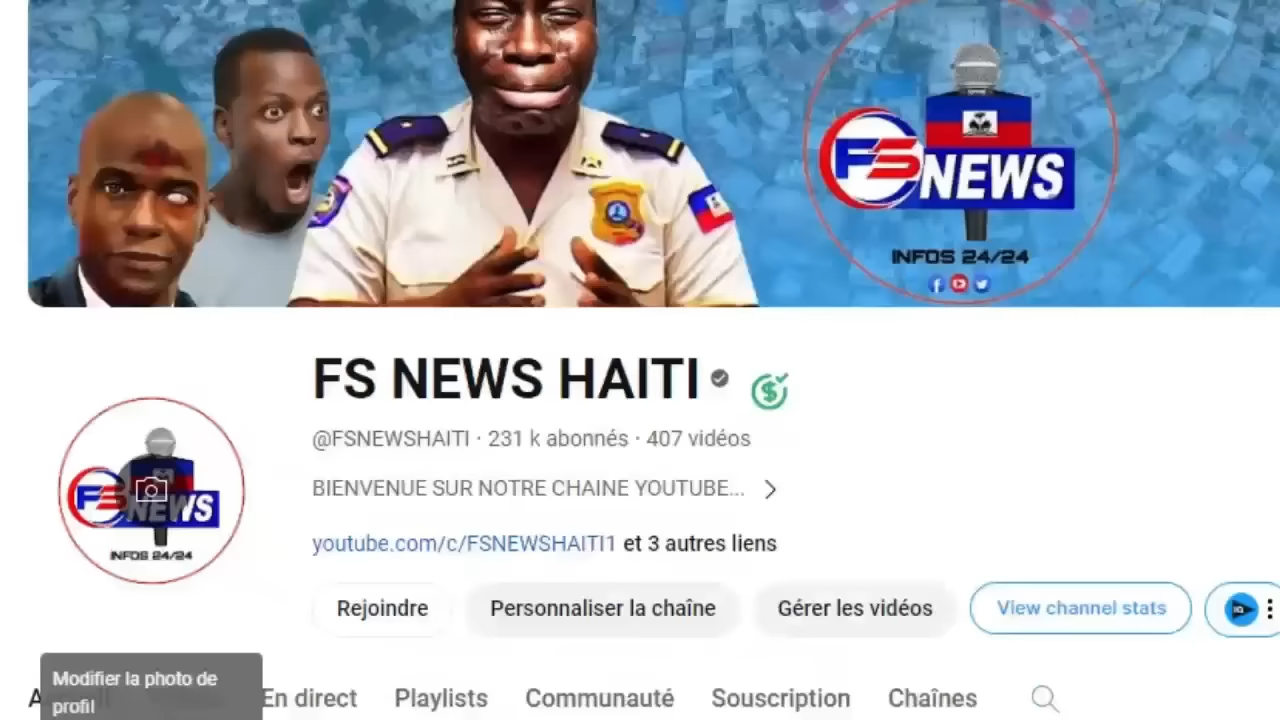 FS NEWS
INFOS 24/24
FS NEWS HAITI
@FSNEWSHAITI · 231 k abonnés · 407 vidéos
BIENVENUE SUR NOTRE CHAINE YOUTUBE...
youtube.com/c/FSNEWSHAITI1 et 3 autres liens
FS NEWS
INFOS 24/24
Rejoindre Personnaliser la chaîne Gérer les vidéos View channel stats
Modifier la photo de
profil
En direct Playlists Communauté Souscription Chaînes